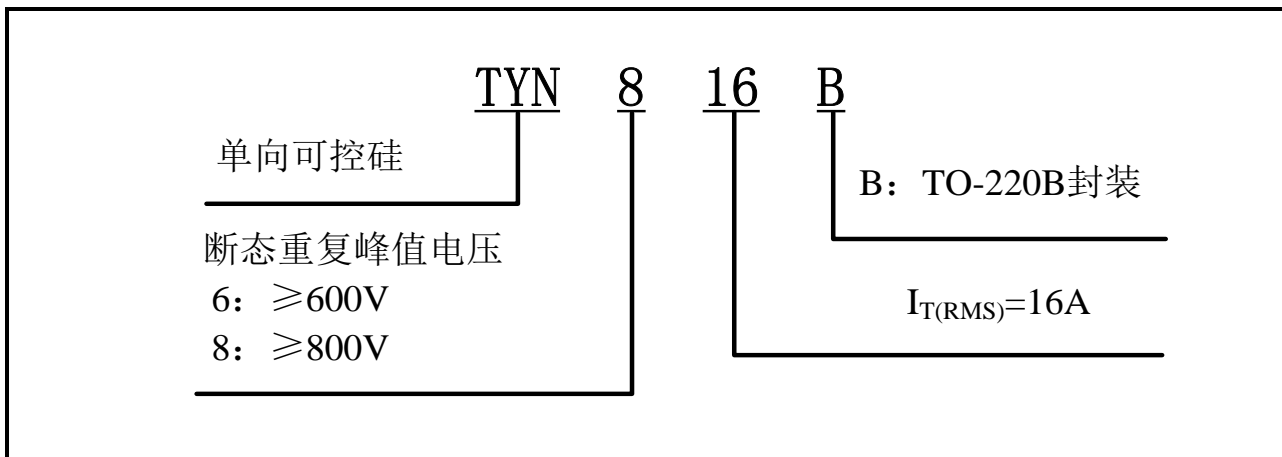 TYN 8 16 B
单向可控硅
B：TO-220B封装
断态重复峰值电压
6：≥600V
8：≥800V
I_T(RMS)=16A